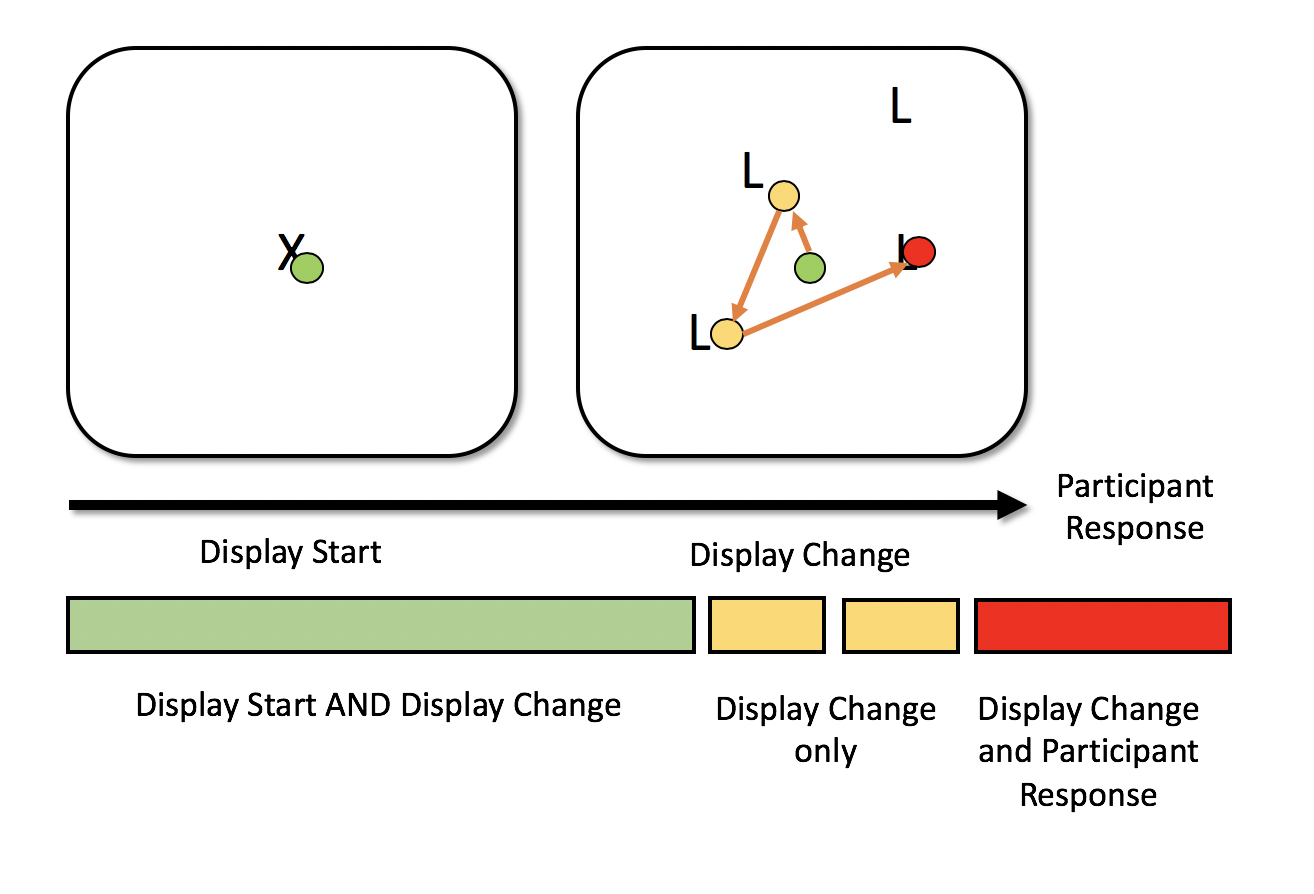 X
L
L
L
L
Participant
Response
Display Start
Display Change
Display Start AND Display Change
Display Change
only
Display Change
and Participant
Response